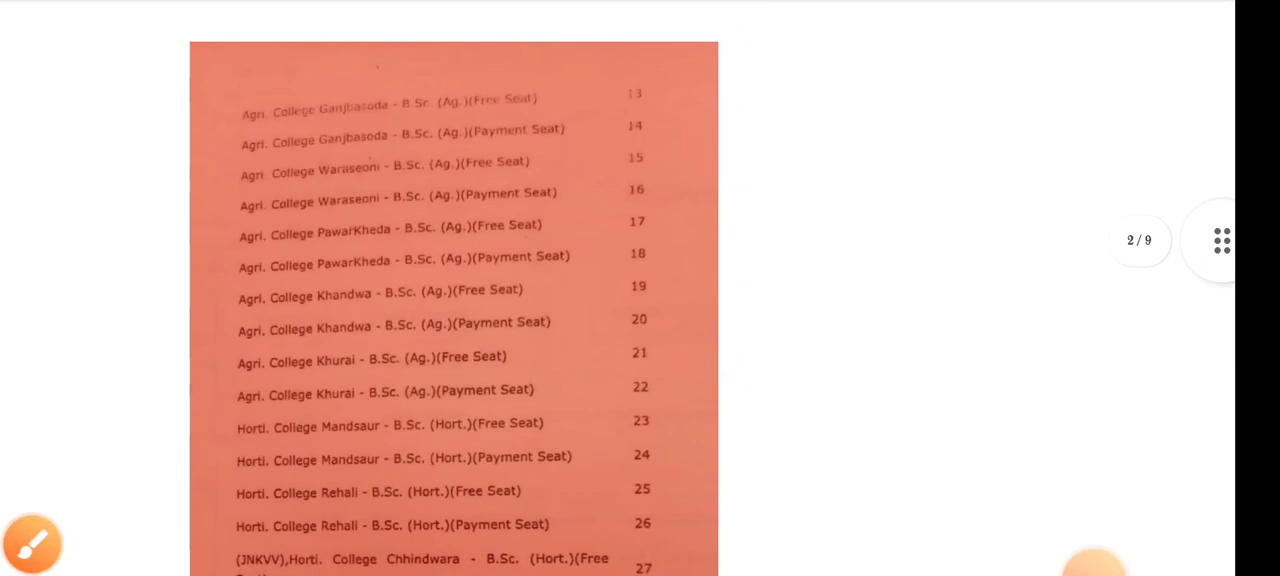 Agri. College Ganjbasoda - B.Sc. (Ag.)(Free Seat) 13
Agri. College Ganjbasoda - B.Sc. (Ag.)(Payment Seat) 14
Agri. College Waraseoni - B.Sc. (Ag.)(Free Seat) 15
Agri. College Waraseoni - B.Sc. (Ag.)(Payment Seat) 16
Agri. College PawarKheda - B.Sc. (Ag.)(Free Seat) 17
Agri. College PawarKheda - B.Sc. (Ag.)(Payment Seat) 18
Agri. College Khandwa - B.Sc. (Ag.)(Free Seat) 19
Agri. College Khandwa - B.Sc. (Ag.)(Payment Seat) 20
Agri. College Khurai - B.Sc. (Ag.)(Free Seat) 21
Agri. College Khurai - B.Sc. (Ag.)(Payment Seat) 22
Horti. College Mandsaur - B.Sc. (Hort.)(Free Seat) 23
Horti. College Mandsaur - B.Sc. (Hort.)(Payment Seat) 24
Horti. College Rehali - B.Sc. (Hort.)(Free Seat) 25
Horti. College Rehali - B.Sc. (Hort.)(Payment Seat) 26
(JNKVV),Horti. College Chhindwara - B.Sc. (Hort.)(Free 27
2 / 9